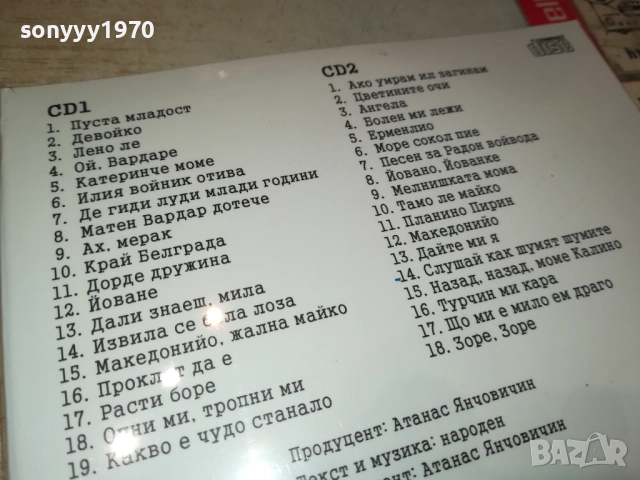 sonyyy1970
CD1
1. Пуста младост
2. Девойко
3. Лено ле
4. Ой, Вардаре
5. Катеринче моме
6. Илия войник отива
7. Де гиди луди млади години
8. Матен Вардар дотече
9. Ах, мерак
10. Край Белграда
11. Дорде дружина
12. Йоване
13. Дали знаеш, мила
14. Извила се бяла лоза
15. Македонийо, жална майко
16. Проклет да е
17. Расти боре
18. Опни ми, тропни ми
19. Какво е чудо станало
CD2
1. Ако умрам ил загинам
2. Цветините очи
3. Ангела
4. Болен ми лежи
5. Ерменлио
6. Море сокол пие
7. Песен за Радон войвода
8. Йовано, Йованке
9. Мелнишката мома
10. Тамо ле майко
11. Планино Пирин
12. Македонийо
13. Дайте ми я
14. Слушай как шумят шумите
15. Назад, назад, моме Калино
16. Турчин ми кара
17. Що ми е мило ем драго
18. Зоре, Зоре
Продуцент: Атанас Янчовичин
Текст и музика: народен
Атанас Янчовичин
BAZAR
bg